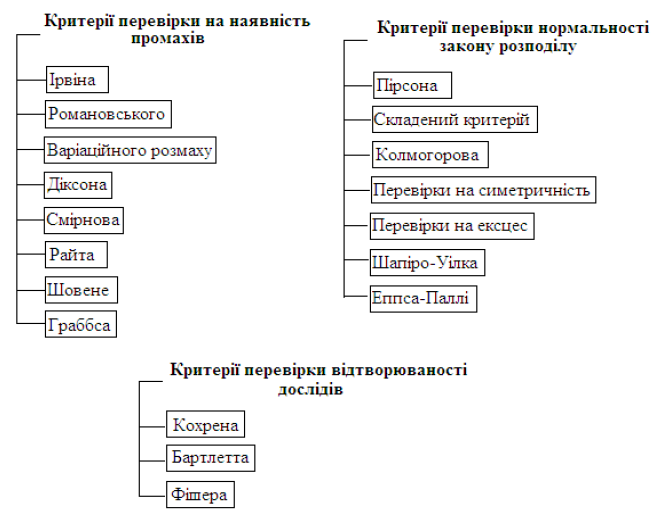 Критерії перевірки на наявність
промахів
Ірвіна
Романовського
Варіаційного розмаху
Діксона
Смірнова
Райта
Шовене
Граббса
Критерії перевірки нормальності
закону розподілу
Пірсона
Складений критерій
Колмогорова
Перевірки на симетричність
Перевірки на ексцес
Шапіро-Уілка
Еппса-Паллі
Критерії перевірки відтворюваності
дослідів
Кохрена
Бартлетта
Фішера